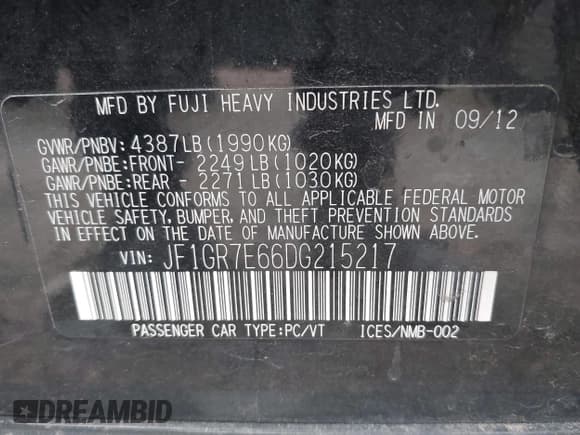 MFD BY FUJI HEAVY INDUSTRIES LTD.
MFD IN 09/12
GVWR/PNBV: 4387LB(1990KG)
GAWR/PNBE:FRONT- 2249LB(1020KG)
GAWR/PNBE:REAR - 2271LB(1030KG)
THIS VEHICLE CONFORMS TO ALL APPLICABLE FEDERAL MOTOR
VEHICLE SAFETY, BUMPER, AND THEFT PREVENTION STANDARDS
IN EFFECT ON THE DATE OF MANUFACTURE SHOWN ABOVE.
VIN: JF1GR7E66DG215217
PASSENGER CAR TYPE:PC/VT ICES/NMB-002
DREAMBID